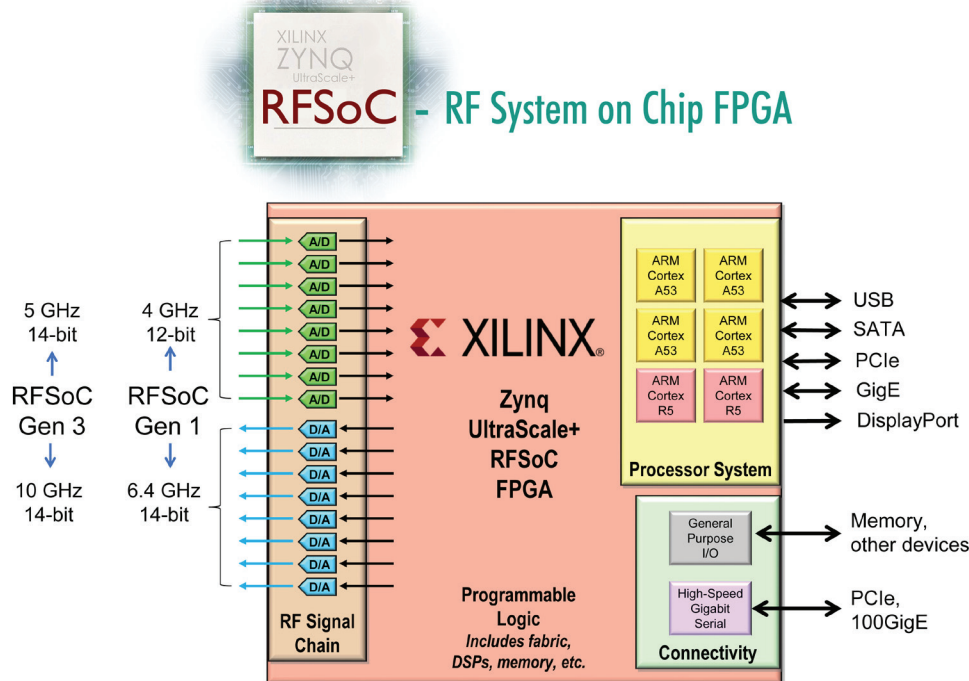 XILINX
ZYNQ
UltraScale+
RFSoC - RF System on Chip FPGA
A/D
A/D
A/D
A/D
A/D
A/D
A/D
A/D
D/A
D/A
D/A
D/A
D/A
D/A
D/A
D/A
RF Signal
Chain
5 GHz
14-bit
RFSoC
Gen 3
10 GHz
14-bit
4 GHz
12-bit
RFSoC
Gen 1
6.4 GHz
14-bit
XILINX®
Zynq
UltraScale+
RFSoC
FPGA
Programmable
Logic
Includes fabric,
DSPs, memory, etc.
ARM
Cortex
A53
ARM
Cortex
A53
ARM
Cortex
A53
ARM
Cortex
A53
ARM
Cortex
R5
ARM
Cortex
R5
Processor System
USB
SATA
PCIe
GigE
DisplayPort
General
Purpose
I/O
High-Speed
Gigabit
Serial
Connectivity
Memory,
other devices
PCIe,
100GigE